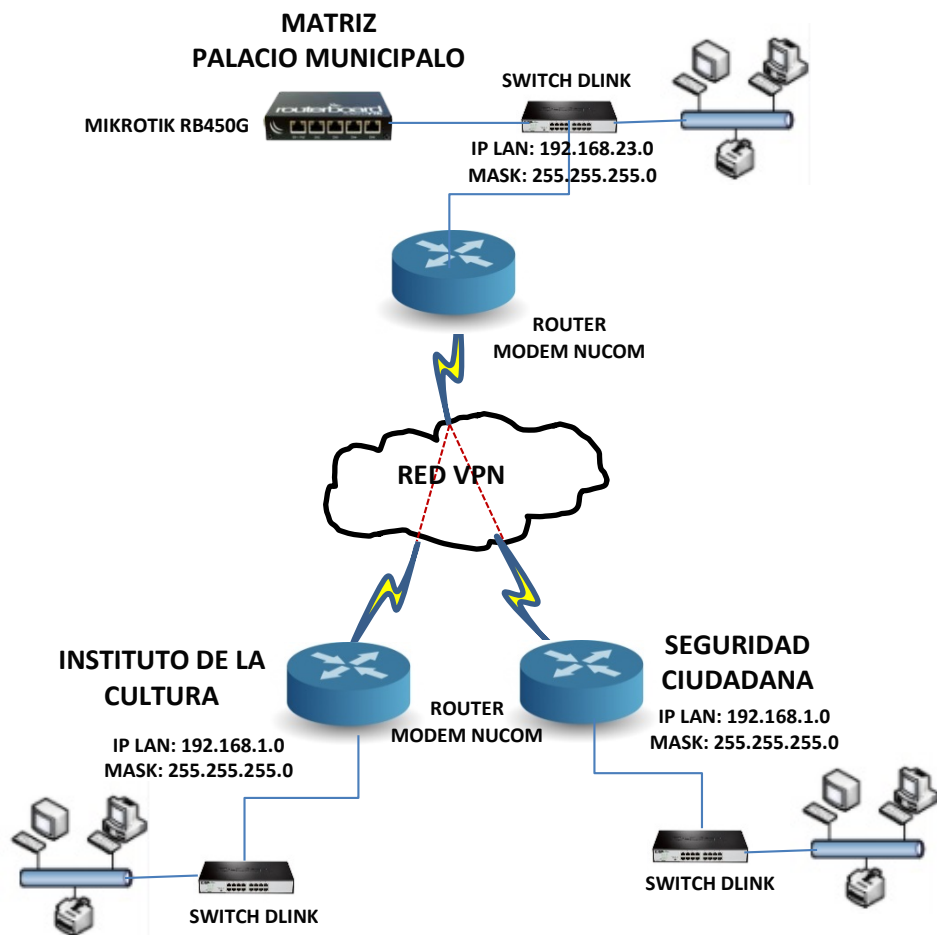 MATRIZ
PALACIO MUNICIPALO
SWITCH DLINK
routerboard
MIKROTIK RB450G
IP LAN: 192.168.23.0
MASK: 255.255.255.0
ROUTER
MODEM NUCOM
RED VPN
INSTITUTO DE LA
CULTURA
SEGURIDAD
CIUDADANA
ROUTER
MODEM NUCOM
IP LAN: 192.168.1.0
MASK: 255.255.255.0
IP LAN: 192.168.1.0
MASK: 255.255.255.0
SWITCH DLINK
SWITCH DLINK